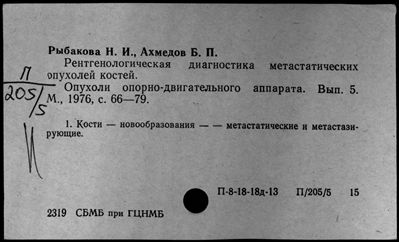 Рыбакова Н. И., Ахмедов Б. П.
Рентгенологическая диагностика метастатических
опухолей костей.
П
205/5
Опухоли опорно-двигательного аппарата. Вып. 5.
М., 1976, с. 66—79.
1. Кости — новообразования — — метастатические и метастази-
рующие.
П-8-18-18д-13 П/205/5 15
2319 СБМБ при ГЦНМБ